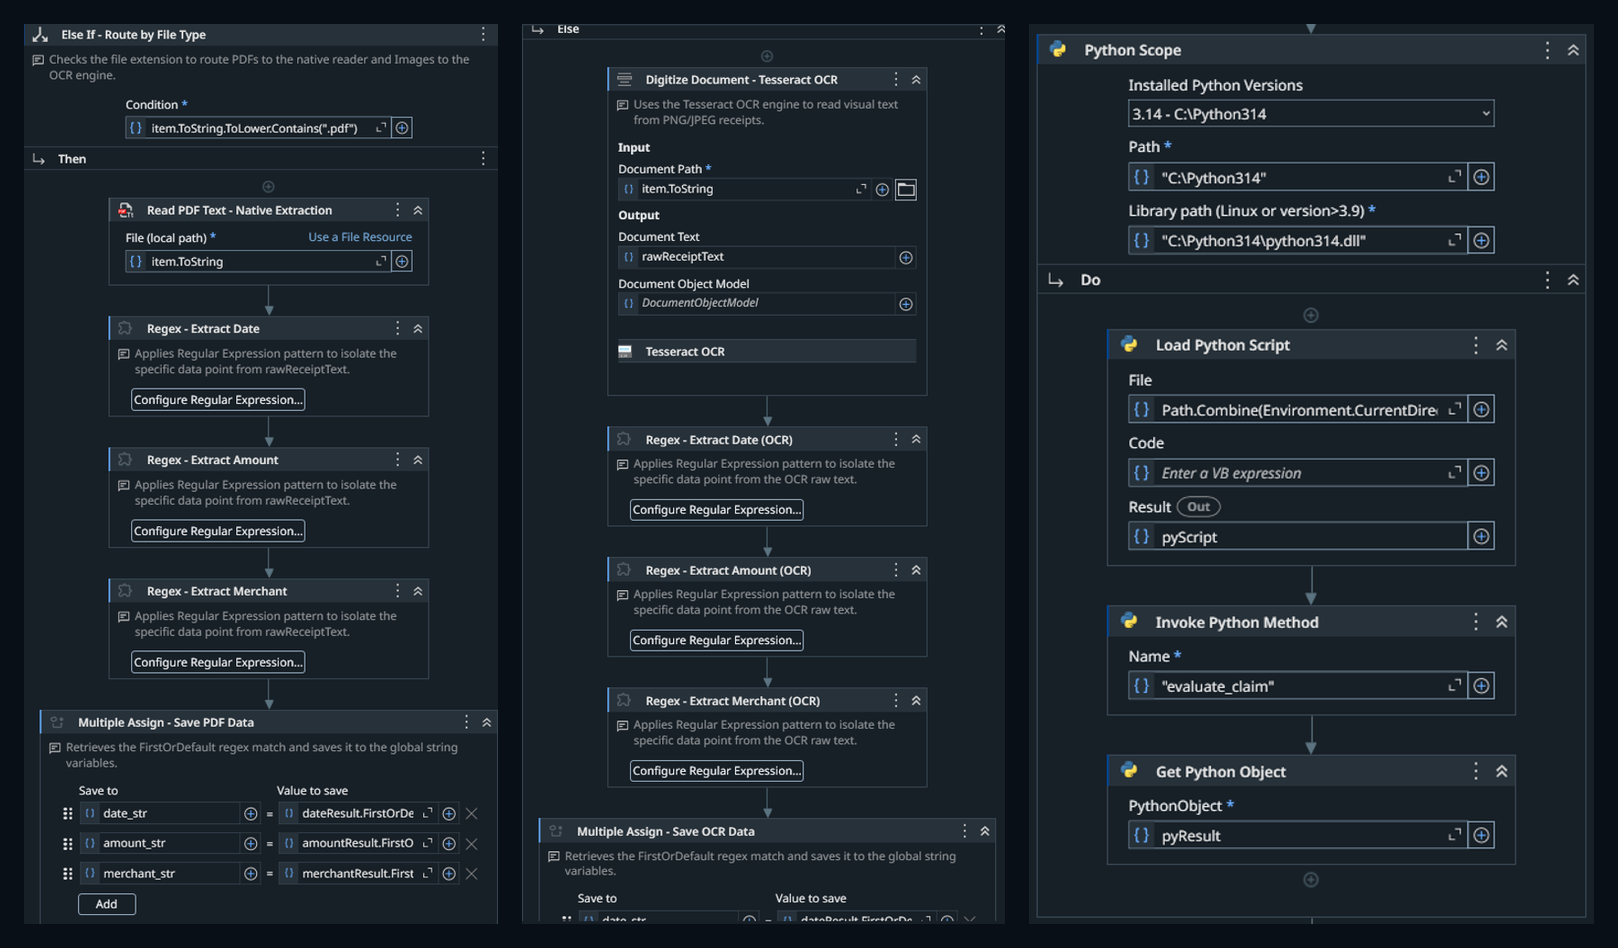 Else If - Route by File Type
Checks the file extension to route PDFs to the native reader and Images to the
OCR engine.
Condition *
item.ToString.ToLower.Contains(".pdf")
Then
Read PDF Text - Native Extraction
File (local path) * Use a File Resource
item.ToString
Regex - Extract Date
Applies Regular Expression pattern to isolate the
specific data point from rawReceiptText.
Configure Regular Expression...
Regex - Extract Amount
Applies Regular Expression pattern to isolate the
specific data point from rawReceiptText.
Configure Regular Expression...
Regex - Extract Merchant
Applies Regular Expression pattern to isolate the
specific data point from rawReceiptText.
Configure Regular Expression...
Multiple Assign - Save PDF Data
Retrieves the FirstOrDefault regex match and saves it to the global string
variables.
Save to Value to save
date_str = dateResult.FirstOrDe
amount_str = amountResult.FirstO
merchant_str = merchantResult.First
Add
Else
Digitize Document - Tesseract OCR
Uses the Tesseract OCR engine to read visual text
from PNG/JPEG receipts.
Input
Document Path *
item.ToString
Output
Document Text
rawReceiptText
Document Object Model
DocumentObjectModel
Tesseract OCR
Regex - Extract Date (OCR)
Applies Regular Expression pattern to isolate the
specific data point from the OCR raw text.
Configure Regular Expression...
Regex - Extract Amount (OCR)
Applies Regular Expression pattern to isolate the
specific data point from the OCR raw text.
Configure Regular Expression...
Regex - Extract Merchant (OCR)
Applies Regular Expression pattern to isolate the
specific data point from the OCR raw text.
Configure Regular Expression...
Multiple Assign - Save OCR Data
Retrieves the FirstOrDefault regex match and saves it to the global string
variables.
Save to Value to save
date_str = dateResult.FirstOrDe
Python Scope
Installed Python Versions
3.14 - C:\Python314
Path *
"C:\Python314"
Library path (Linux or version>3.9) *
"C:\Python314\python314.dll"
Do
Load Python Script
File
Path.Combine(Environment.CurrentDire
Code
Enter a VB expression
Result Out
pyScript
Invoke Python Method
Name *
"evaluate_claim"
Get Python Object
PythonObject *
pyResult